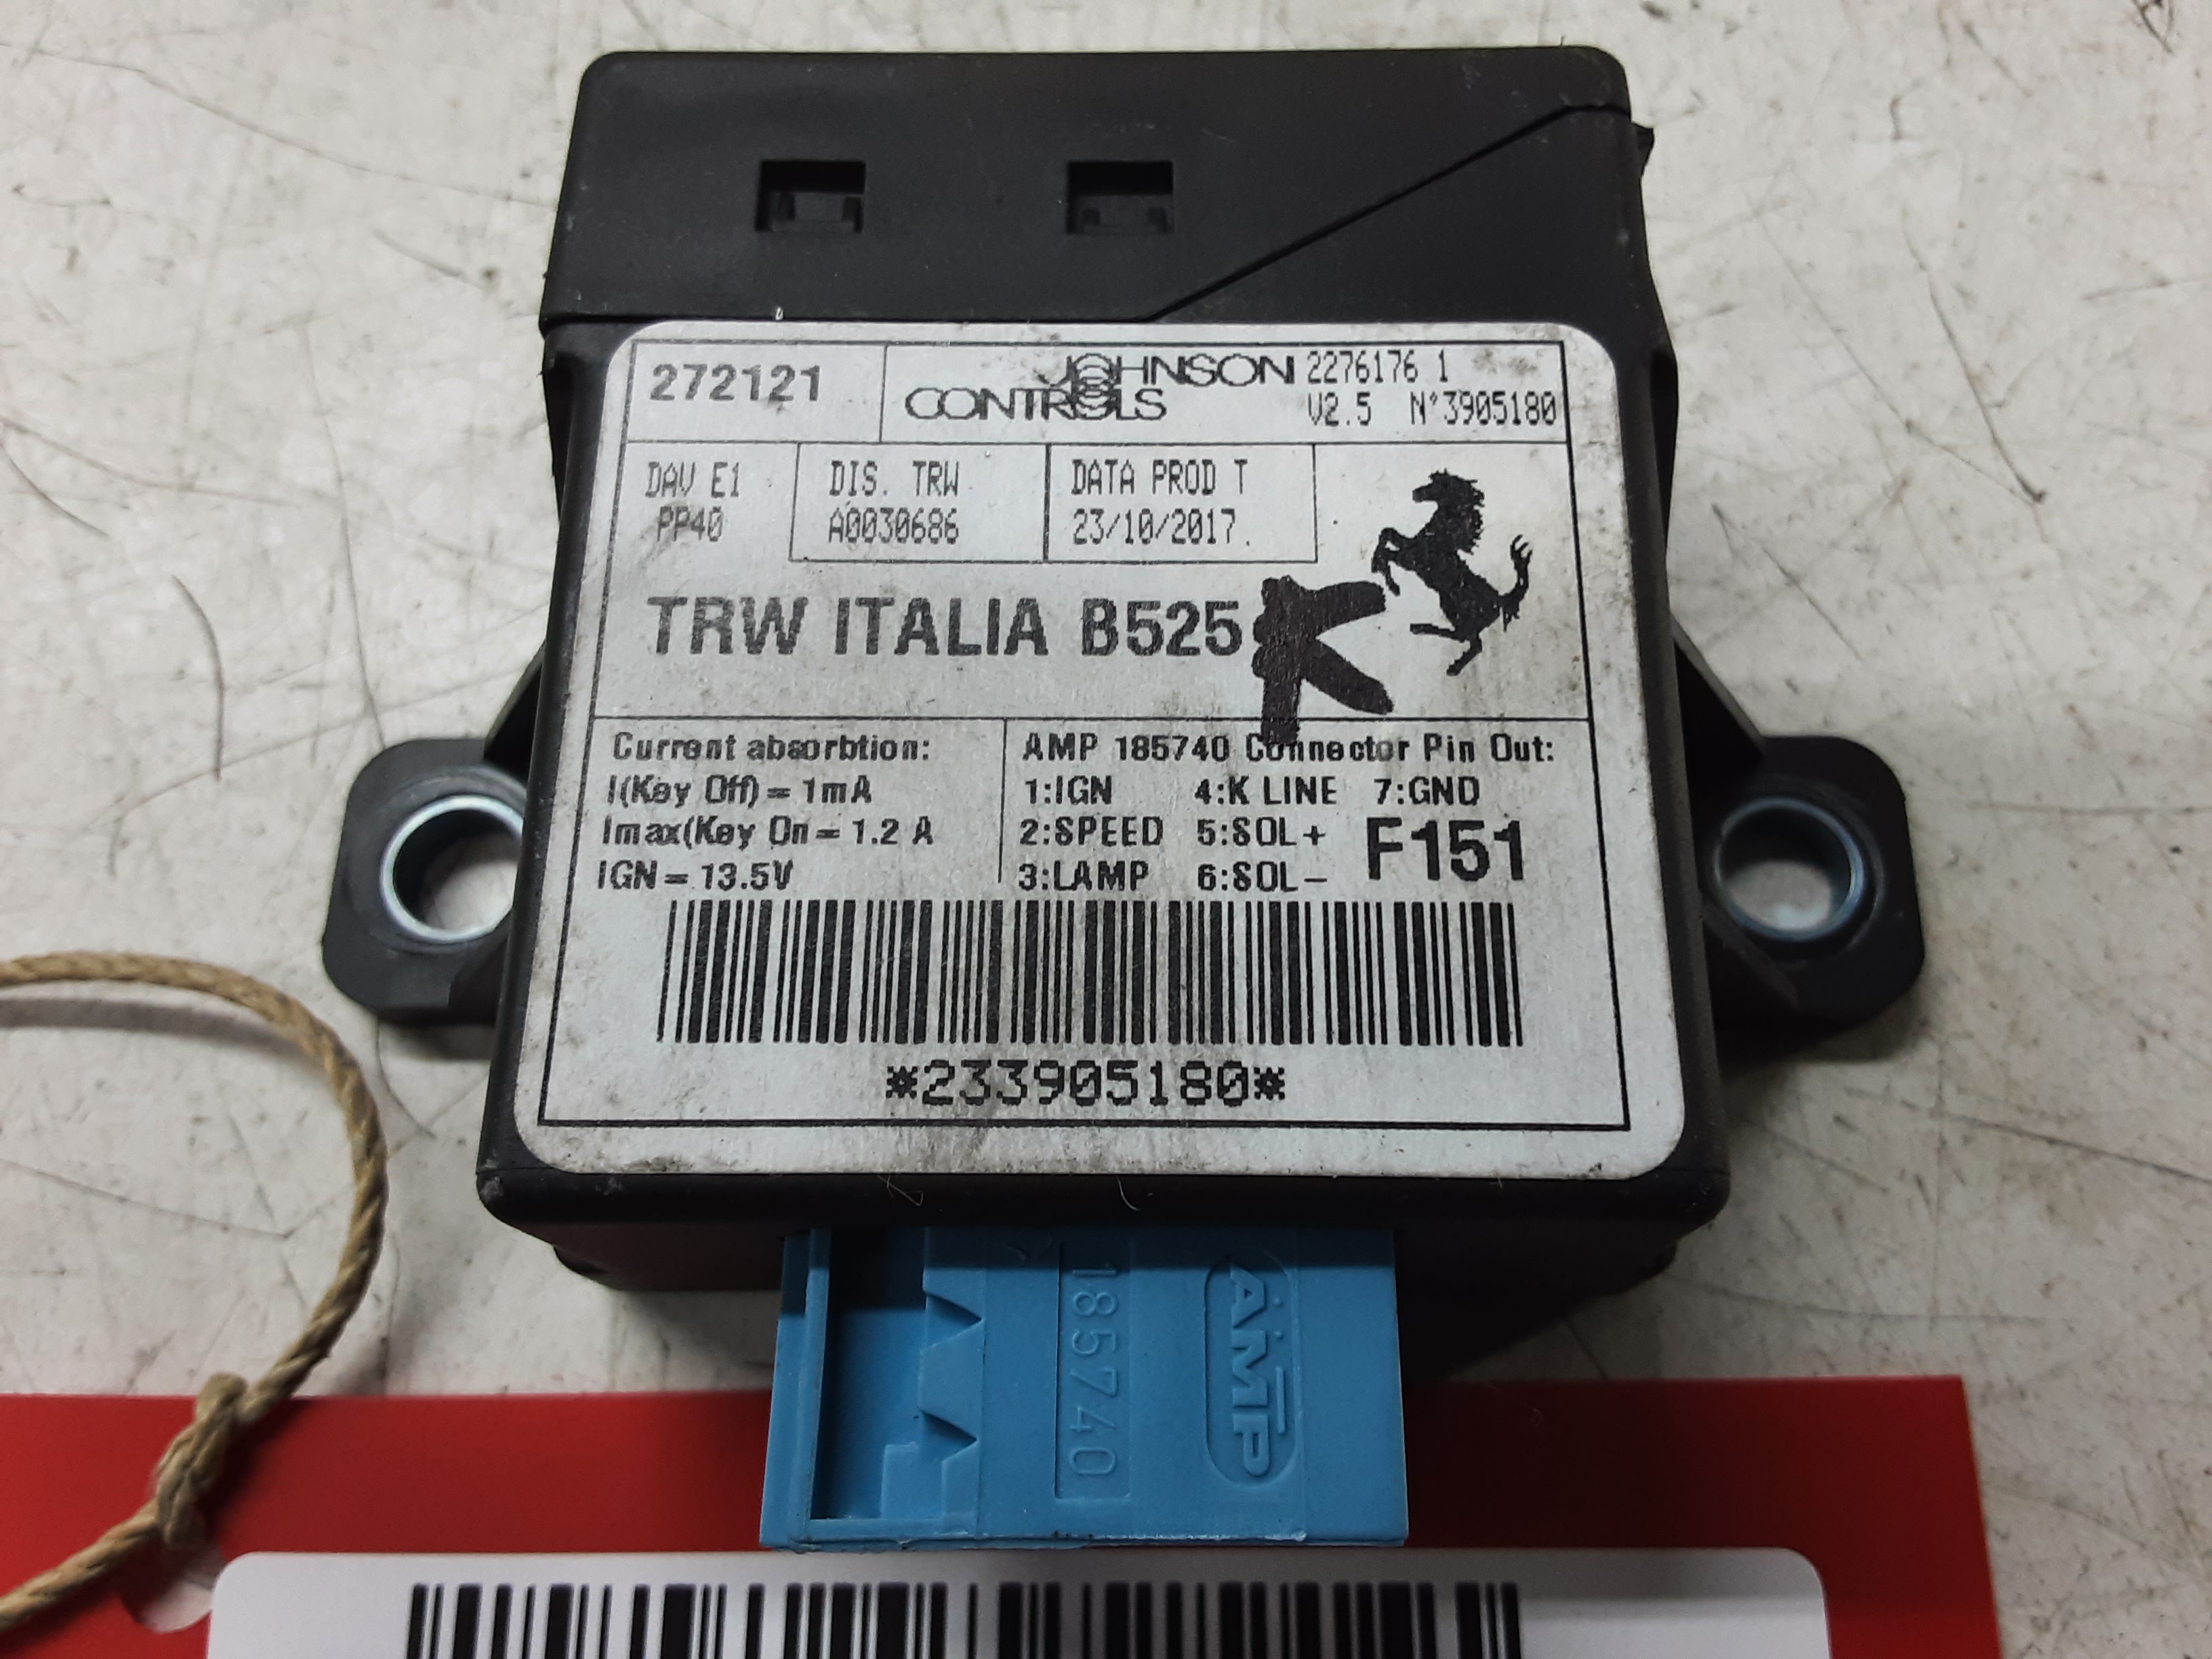 272121
JOHNSON CONTROLS
2276176 1
V2.5 N°3905180
DAV E1
PP40
DIS. TRW
A0030686
DATA PROD T
23/10/2017
TRW ITALIA B525
K
Current absorbtion:
I(Key Off) = 1mA
Imax(Key On = 1.2 A
IGN = 13.5V
AMP 185740 Connector Pin Out:
1:IGN 4:K LINE 7:GND
2:SPEED 5:SOL+
3:LAMP 6:SOL-
F151
*233905180*
185740
AMP